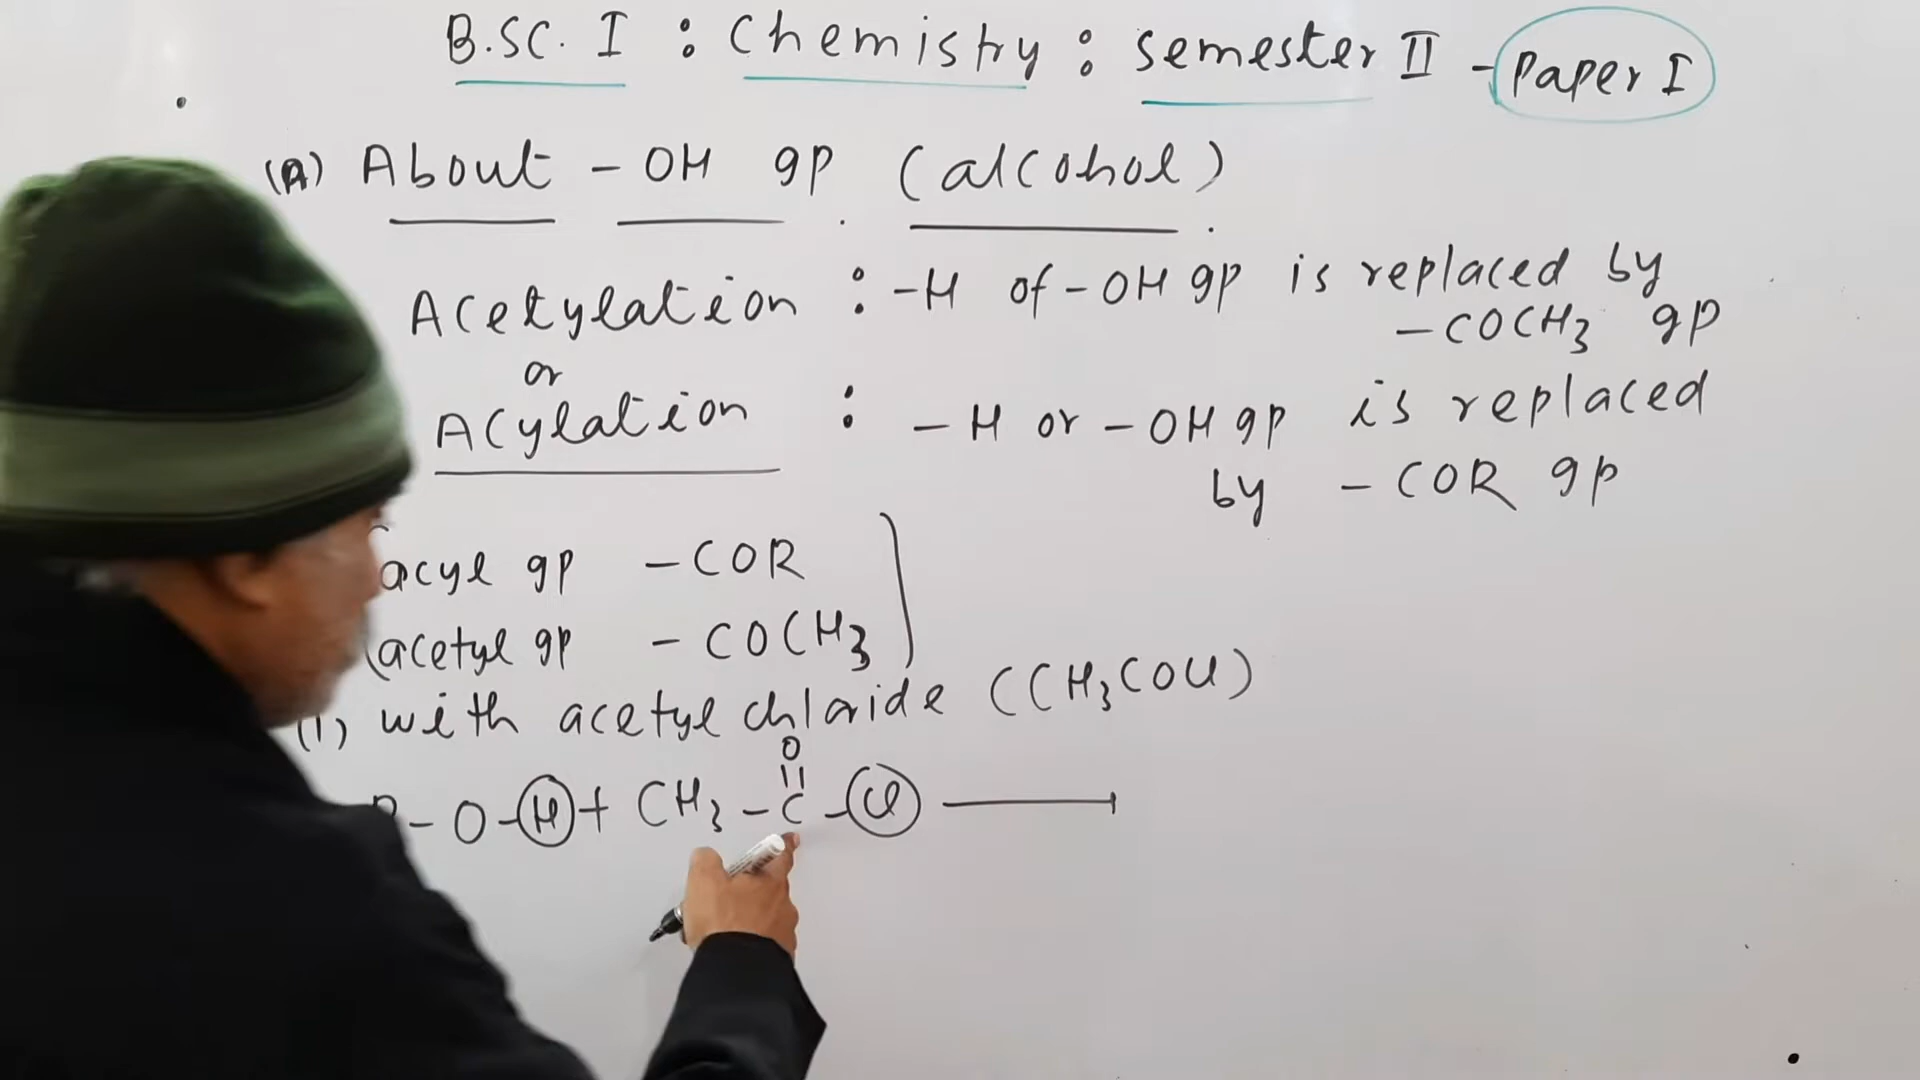 B.SC. I : Chemistry : semester II - Paper I
(A) About - OH gp (alcohol)
Acetylation : -H of -OH gp is replaced by
- COCH3 gp
or
Acylation : - H or - OH gp is replaced
by - COR gp
acyl gp - COR
(acetyl gp - COCH3)
(1) with acetyl chloride (CH3COCl)
R - O - H + CH3 - C - Cl
O